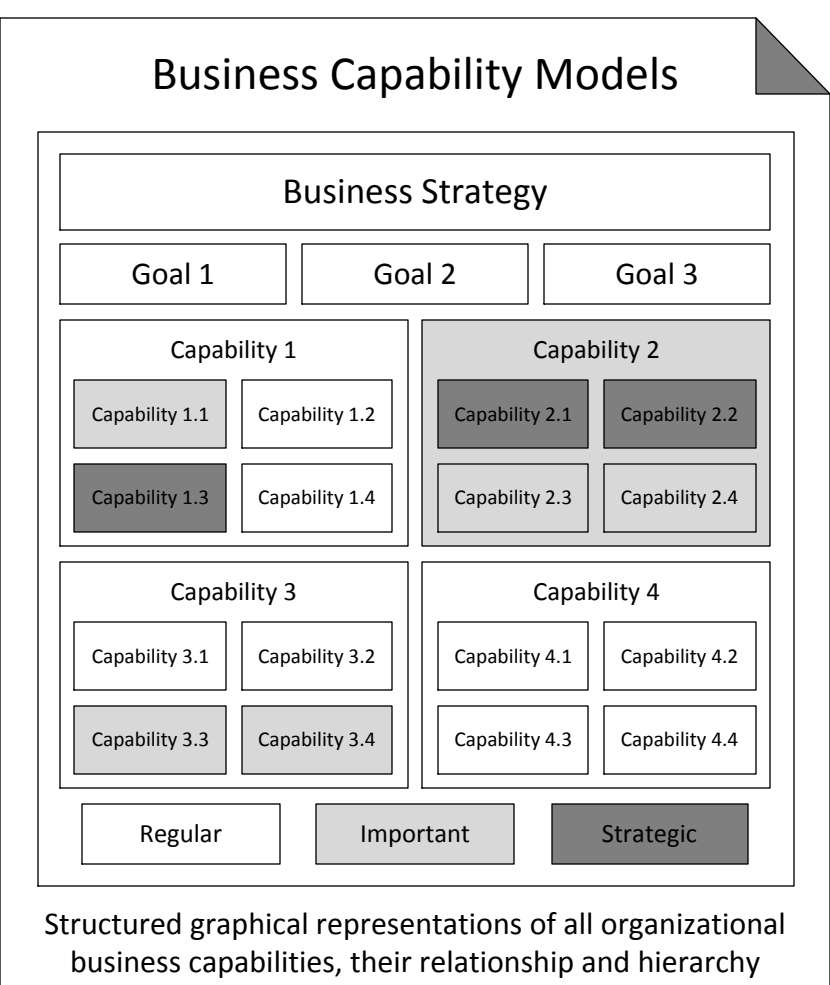 Business Capability Models
Business Strategy
Goal 1
Goal 2
Goal 3
Capability 1
Capability 1.1
Capability 1.2
Capability 1.3
Capability 1.4
Capability 2
Capability 2.1
Capability 2.2
Capability 2.3
Capability 2.4
Capability 3
Capability 3.1
Capability 3.2
Capability 3.3
Capability 3.4
Capability 4
Capability 4.1
Capability 4.2
Capability 4.3
Capability 4.4
Regular
Important
Strategic
Structured graphical representations of all organizational
business capabilities, their relationship and hierarchy